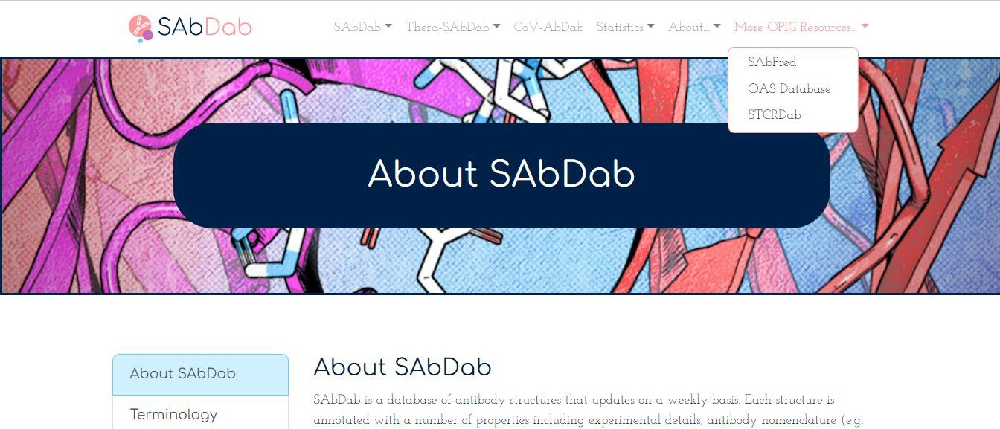 SAbDab
SAbDab Thera-SAbDab CoV-AbDab Statistics About... More OPIG Resources...
SAbPred
OAS Database
STCRDab
About SAbDab
About SAbDab
Terminology
About SAbDab
SAbDab is a database of antibody structures that updates on a weekly basis. Each structure is
annotated with a number of properties including experimental details, antibody nomenclature (e.g.